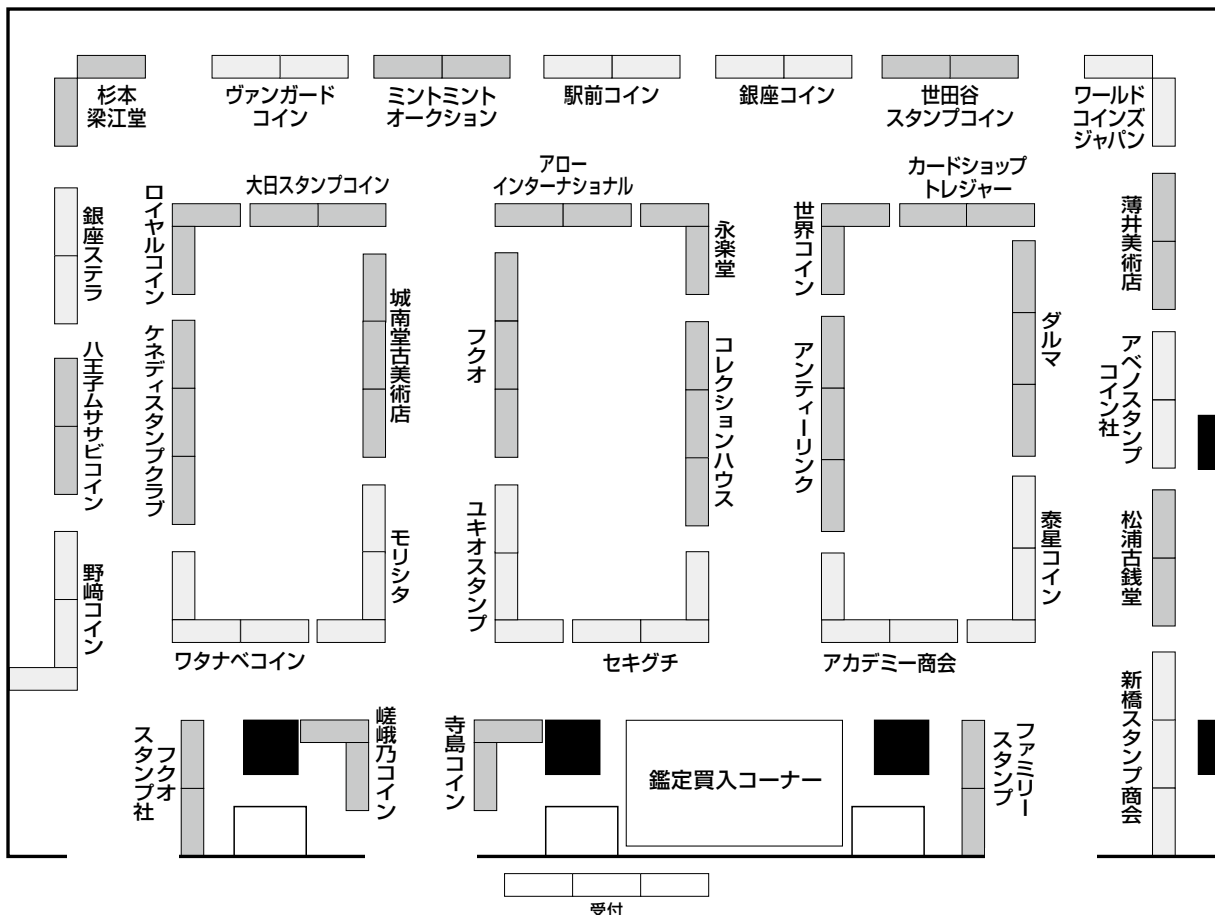 杉本
梁江堂
ヴァンガード
コイン
ミントミント
オークション
駅前コイン
銀座コイン
世田谷
スタンプコイン
ワールド
コインズ
ジャパン
銀座ステラ
八王子ムササビコイン
野﨑コイン
ロイヤルコイン
大日スタンプコイン
ケネディスタンプクラブ
城南堂古美術店
モリシタ
ワタナベコイン
アロー
インターナショナル
永楽堂
フクオ
コレクションハウス
ユキオスタンプ
セキグチ
世界コイン
カードショップ
トレジャー
アンティーリンク
ダルマ
泰星コイン
アカデミー商会
薄井美術店
アベノスタンプ
コイン社
松浦古銭堂
新橋スタンプ商会
フクオ
スタンプ社
嵯峨乃コイン
寺島コイン
鑑定買入コーナー
ファミリー
スタンプ
受付